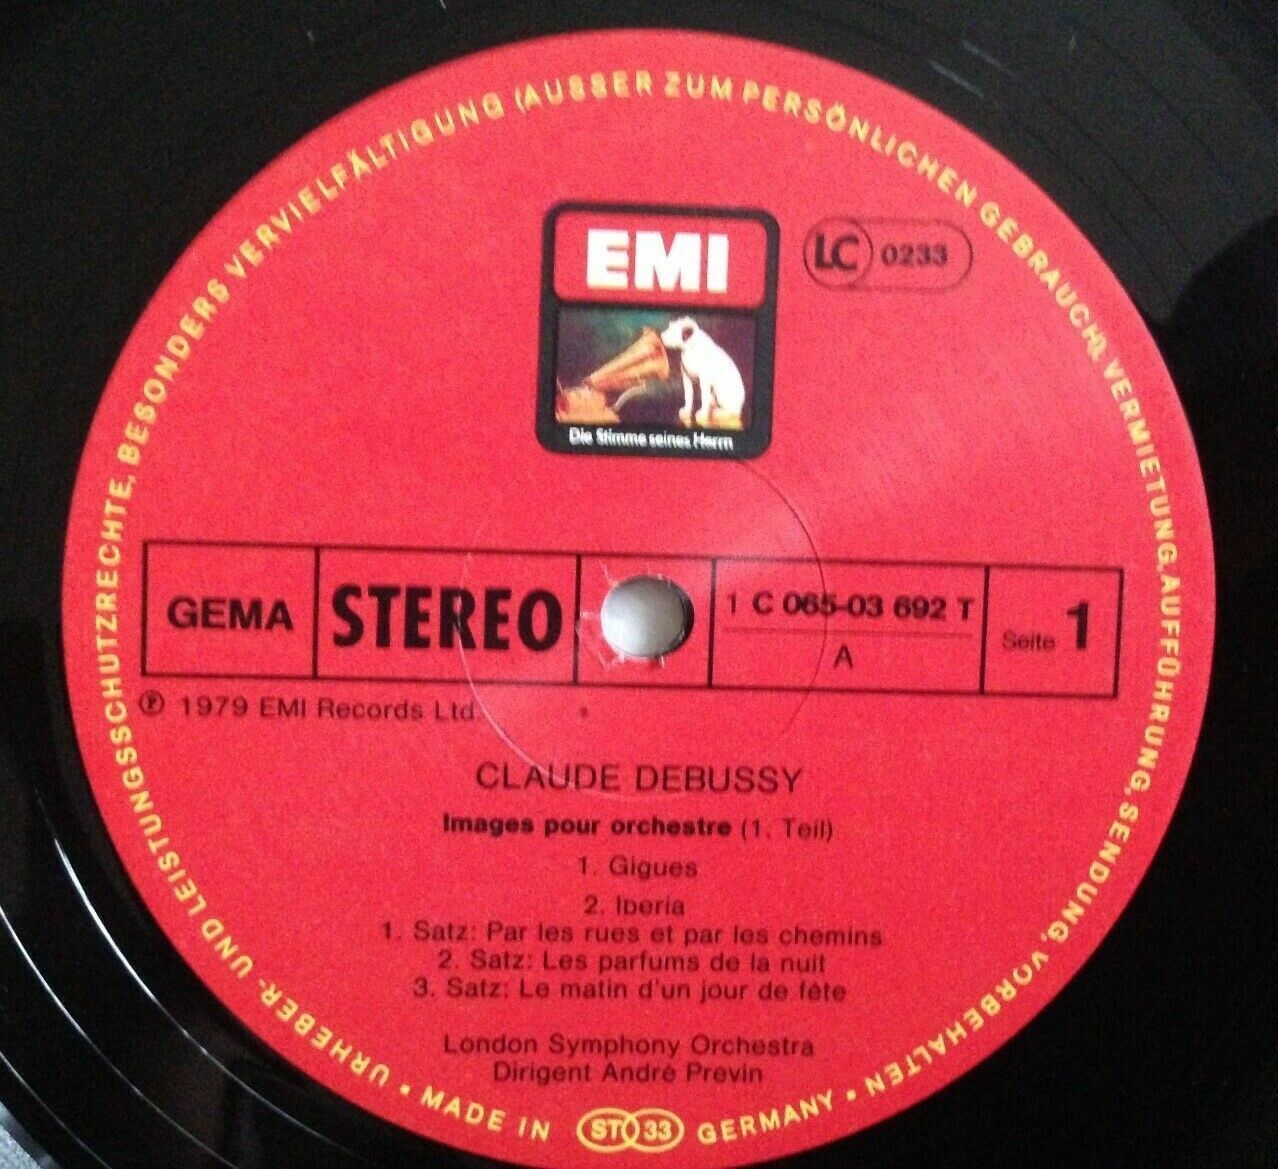 URHEBER- UND LEISTUNGSSCHUTZRECHTE, BESONDERS VERVIELFÄLTIGUNG (AUSSER ZUM PERSÖNLICHEN GEBRAUCH), VERMIETUNG, AUFFÜHRUNG, SENDUNG, VORBEHALTEN •
EMI
Die Stimme seines Herrn
LC 0233
GEMA
STEREO
1 C 065-03 692 T
A
Seite 1
℗ 1979 EMI Records Ltd.
CLAUDE DEBUSSY
Images pour orchestre (1. Teil)
1. Gigues
2. Iberia
1. Satz: Par les rues et par les chemins
2. Satz: Les parfums de la nuit
3. Satz: Le matin d'un jour de fête
London Symphony Orchestra
Dirigent André Previn
• MADE IN ST 33 GERMANY •